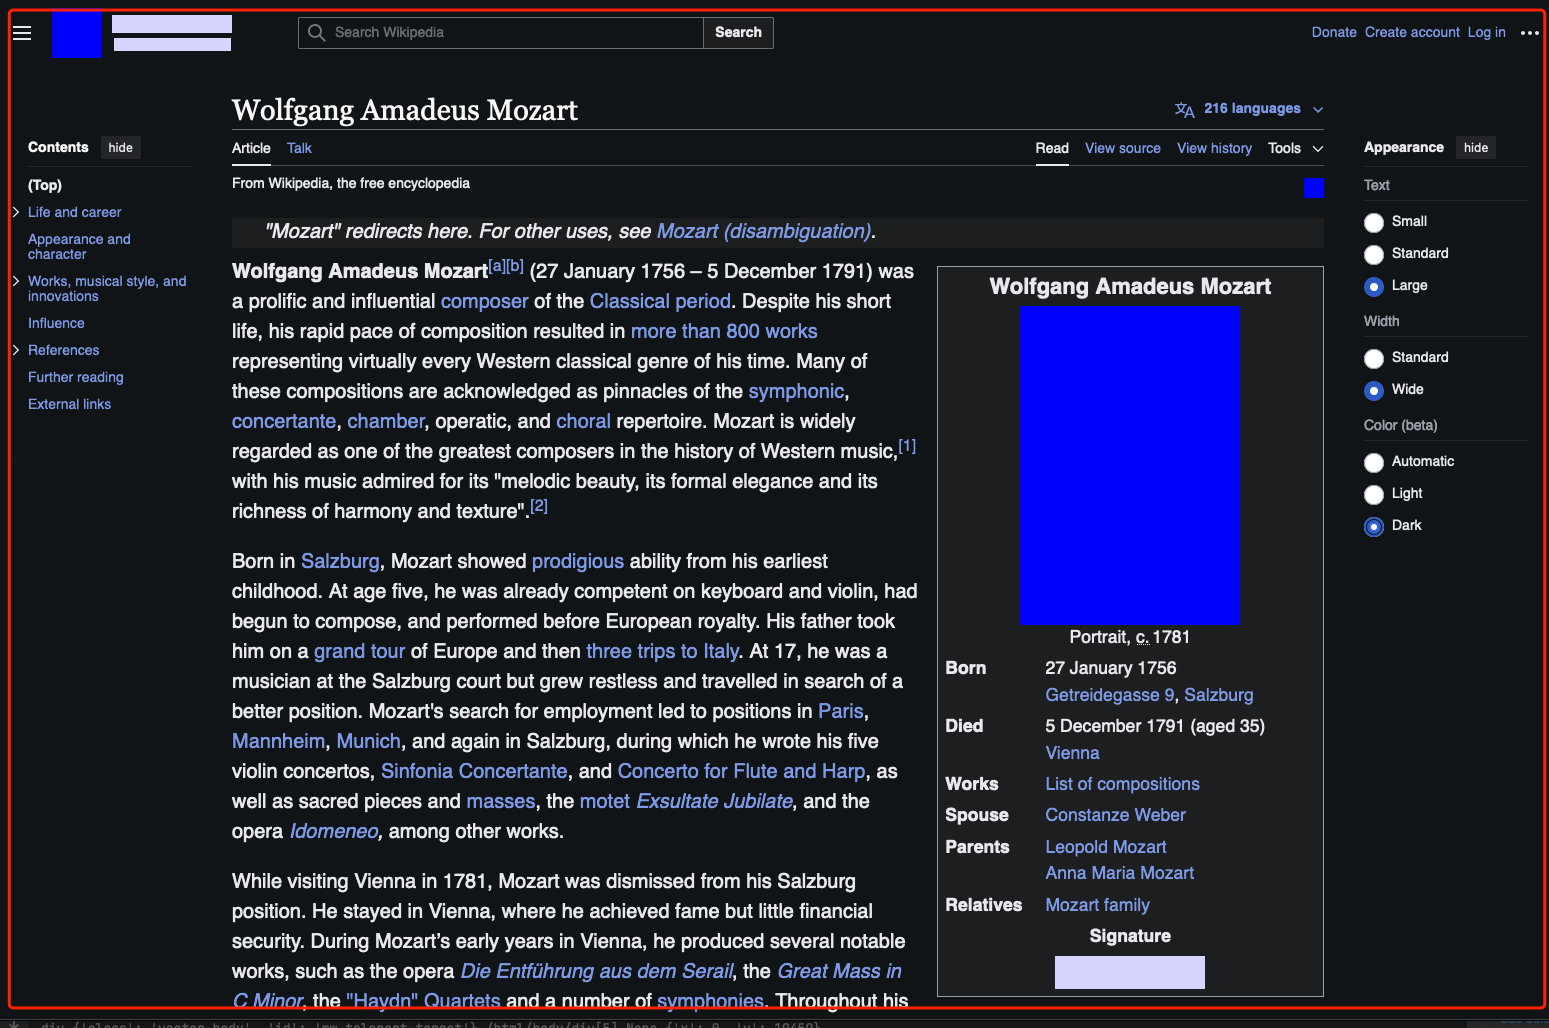 Search Wikipedia
Search
Donate Create account Log in
Wolfgang Amadeus Mozart
216 languages
Contents hide
(Top)
Life and career
Appearance and
character
Works, musical style, and
innovations
Influence
References
Further reading
External links
Article Talk
Read View source View history Tools
From Wikipedia, the free encyclopedia
"Mozart" redirects here. For other uses, see Mozart (disambiguation).
Wolfgang Amadeus Mozart[a][b] (27 January 1756 – 5 December 1791) was
a prolific and influential composer of the Classical period. Despite his short
life, his rapid pace of composition resulted in more than 800 works
representing virtually every Western classical genre of his time. Many of
these compositions are acknowledged as pinnacles of the symphonic,
concertante, chamber, operatic, and choral repertoire. Mozart is widely
regarded as one of the greatest composers in the history of Western music,[1]
with his music admired for its "melodic beauty, its formal elegance and its
richness of harmony and texture".[2]
Born in Salzburg, Mozart showed prodigious ability from his earliest
childhood. At age five, he was already competent on keyboard and violin, had
begun to compose, and performed before European royalty. His father took
him on a grand tour of Europe and then three trips to Italy. At 17, he was a
musician at the Salzburg court but grew restless and travelled in search of a
better position. Mozart's search for employment led to positions in Paris,
Mannheim, Munich, and again in Salzburg, during which he wrote his five
violin concertos, Sinfonia Concertante, and Concerto for Flute and Harp, as
well as sacred pieces and masses, the motet Exsultate Jubilate, and the
opera Idomeneo, among other works.
While visiting Vienna in 1781, Mozart was dismissed from his Salzburg
position. He stayed in Vienna, where he achieved fame but little financial
security. During Mozart’s early years in Vienna, he produced several notable
works, such as the opera Die Entführung aus dem Serail, the Great Mass in
C Minor, the "Haydn" Quartets and a number of symphonies. Throughout his
Wolfgang Amadeus Mozart
Portrait, c. 1781
Born 27 January 1756
Getreidegasse 9, Salzburg
Died 5 December 1791 (aged 35)
Vienna
Works List of compositions
Spouse Constanze Weber
Parents Leopold Mozart
Anna Maria Mozart
Relatives Mozart family
Signature
Appearance hide
Text
Small
Standard
Large
Width
Standard
Wide
Color (beta)
Automatic
Light
Dark